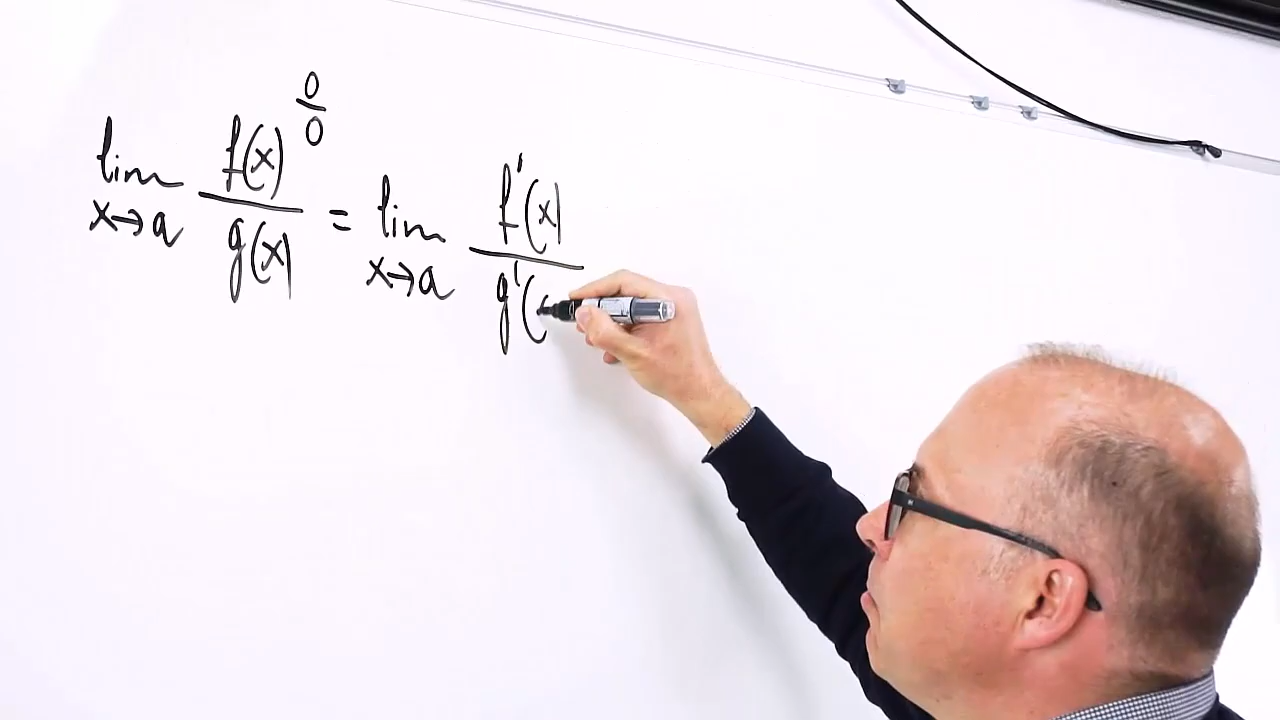 lim f(x)/g(x) 0/0 = lim f'(x)/g'(
x→a x→a